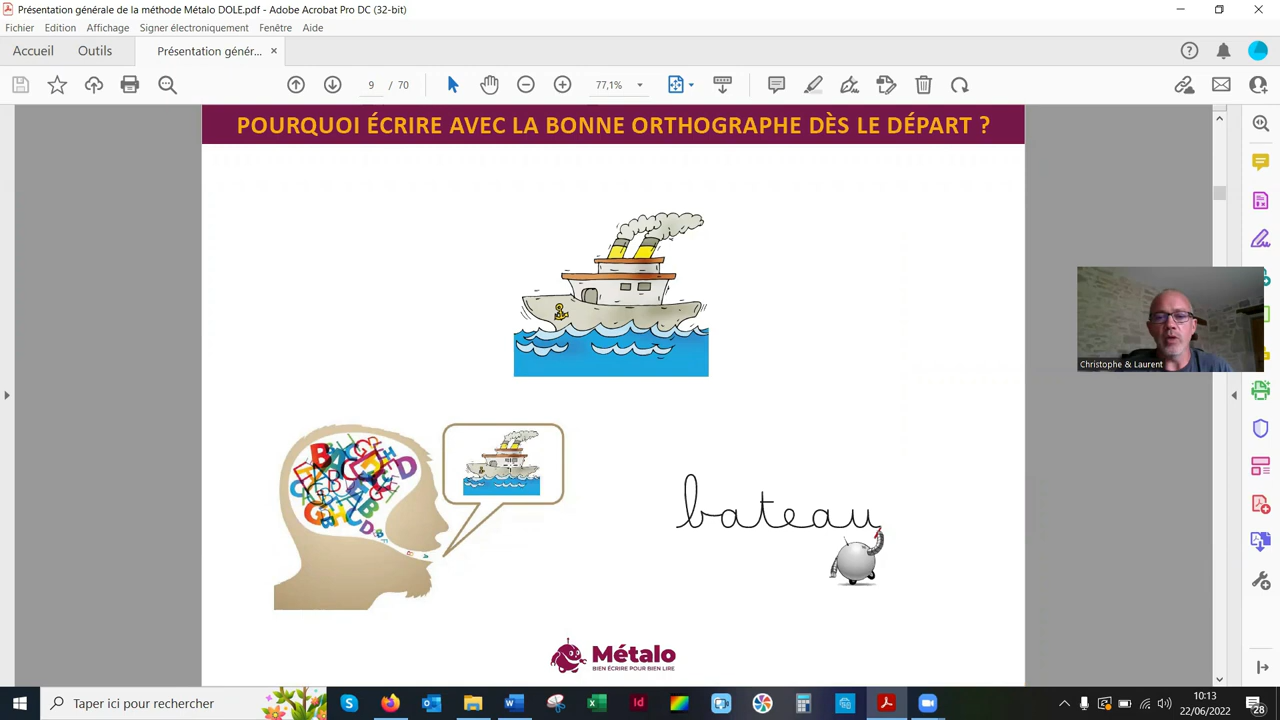 Présentation générale de la méthode Métalo DOLE.pdf - Adobe Acrobat Pro DC (32-bit)
Fichier Edition Affichage Signer électroniquement Fenêtre Aide
Accueil Outils Présentation génér... ×
9 / 70 77,1%
POURQUOI ÉCRIRE AVEC LA BONNE ORTHOGRAPHE DÈS LE DÉPART ?
Christophe & Laurent
bateau
Métalo
BIEN ÉCRIRE POUR BIEN LIRE
Tapez ici pour rechercher
10:13
22/06/2022
28